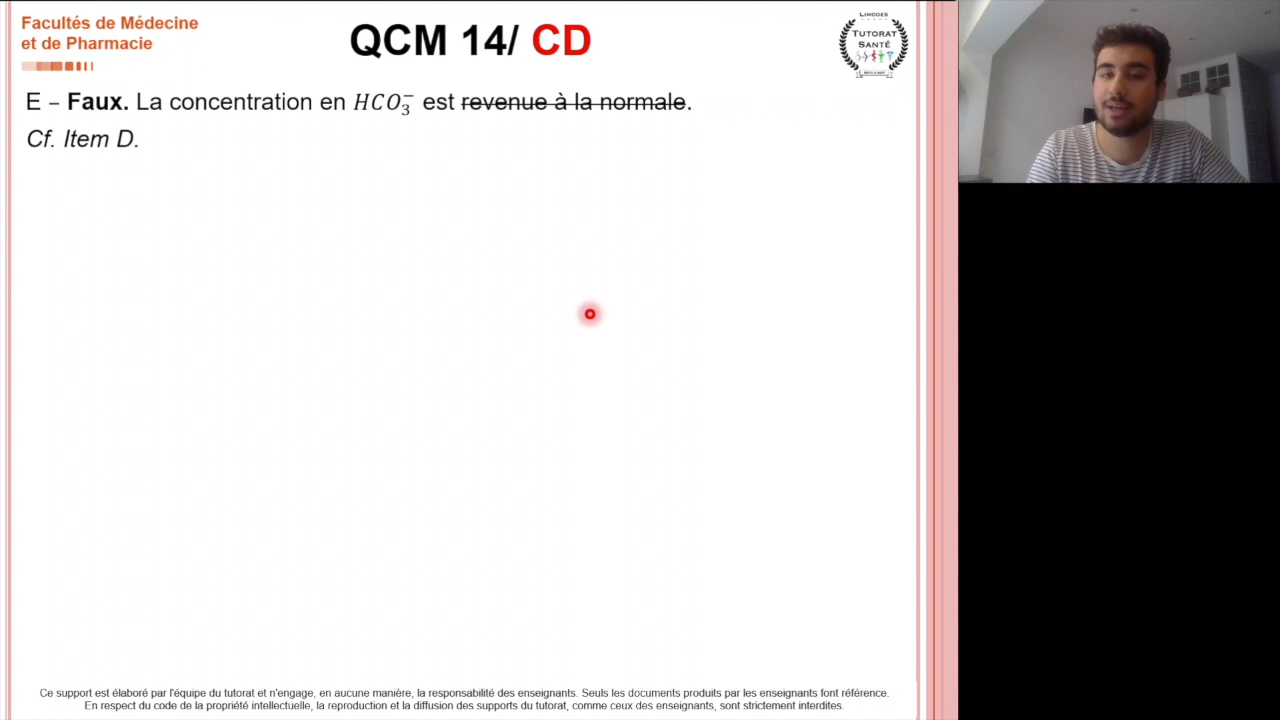 Facultés de Médecine
et de Pharmacie
QCM 14/ CD
LIMOGES
TUTORAT
SANTÉ
E – Faux. La concentration en HCO₃⁻ est revenue à la normale.
Cf. Item D.
Ce support est élaboré par l'équipe du tutorat et n'engage, en aucune manière, la responsabilité des enseignants. Seuls les documents produits par les enseignants font référence.
En respect du code de la propriété intellectuelle, la reproduction et la diffusion des supports du tutorat, comme ceux des enseignants, sont strictement interdites.